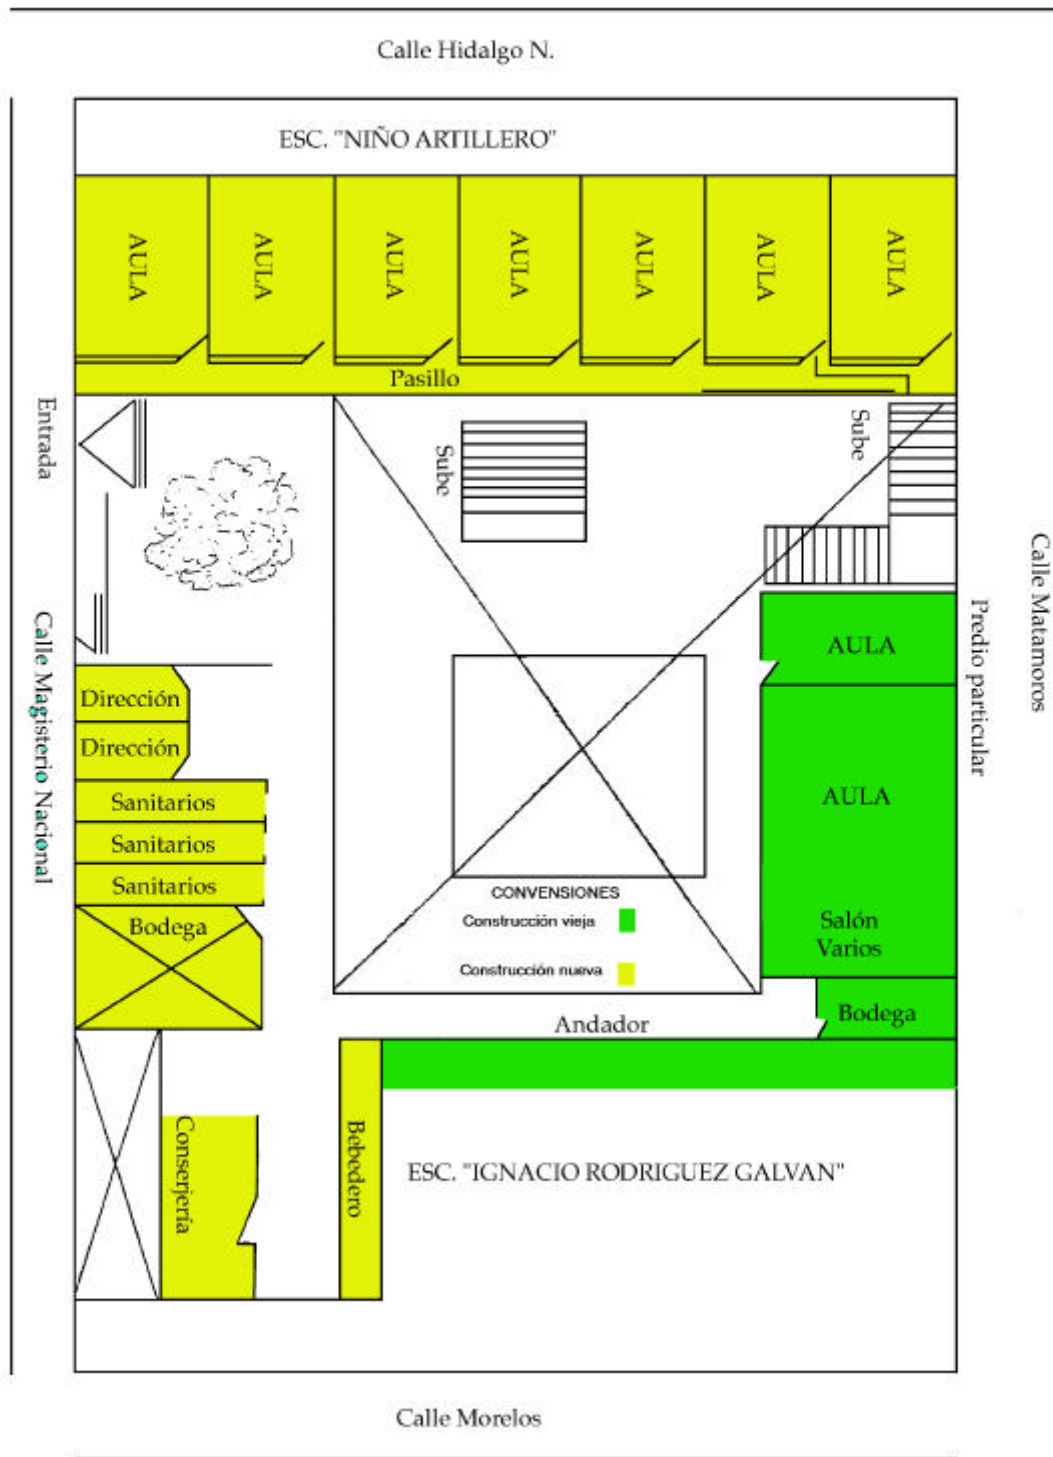 Calle Hidalgo N.
ESC. "NIÑO ARTILLERO"
AULA
AULA
AULA
AULA
AULA
AULA
AULA
Pasillo
Entrada
Sube
Sube
Calle Matamoros
Predio particular
Calle Magisterio Nacional
AULA
Dirección
Dirección
Sanitarios
Sanitarios
Sanitarios
Bodega
AULA
CONVENSIONES
Construcción vieja
Construcción nueva
Salón
Varios
Bodega
Andador
Conserjería
Bebedero
ESC. "IGNACIO RODRIGUEZ GALVAN"
Calle Morelos